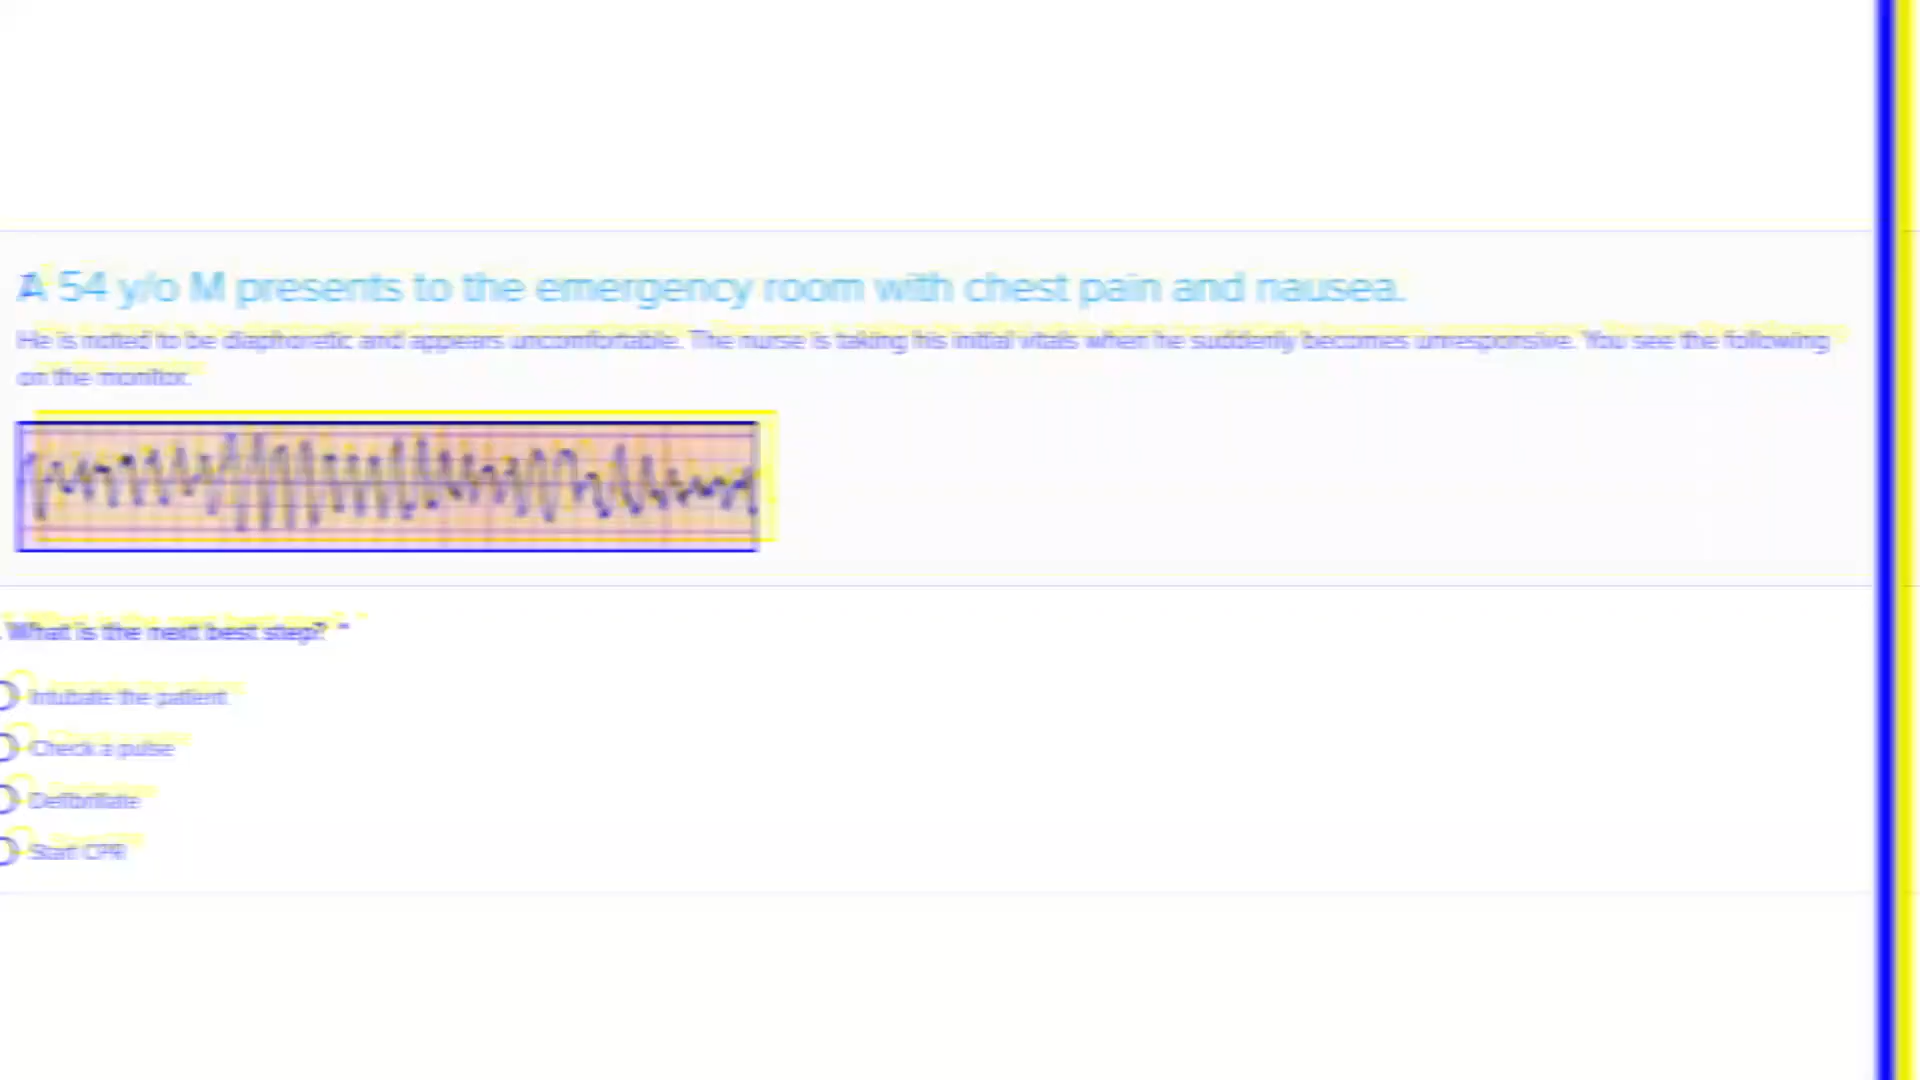 A 54 y/o M presents to the emergency room with chest pain and nausea.
He is noted to be diaphoretic and appears uncomfortable. The nurse is taking his initial vitals when he suddenly becomes unresponsive. You see the following
on the monitor.
. What is the next best step? *
Intubate the patient
Check a pulse
Defibrillate
Start CPR